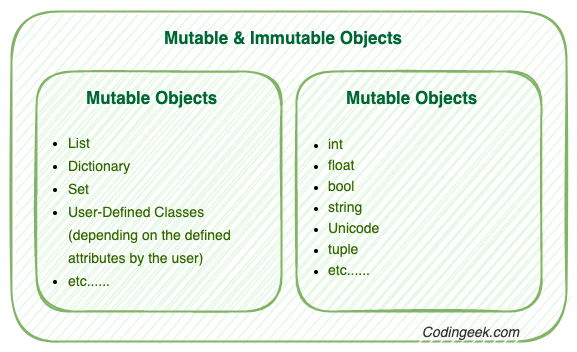 Mutable & Immutable Objects
Mutable Objects
List
Dictionary
Set
User-Defined Classes
(depending on the defined
attributes by the user)
etc......
Mutable Objects
int
float
bool
string
Unicode
tuple
etc......
Codingeek.com